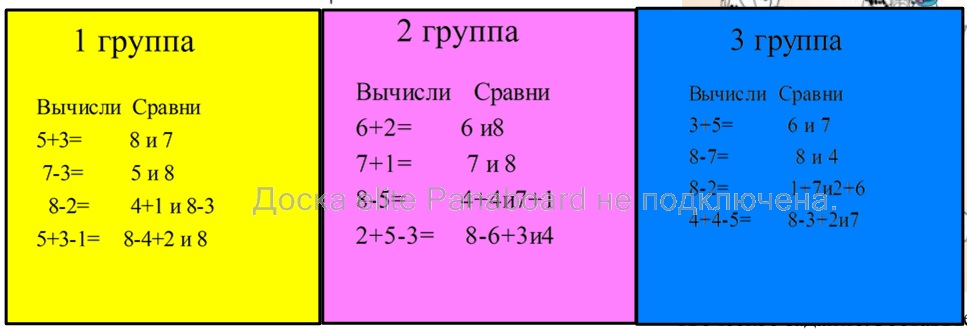 1 группа
Вычисли Сравни
5+3= 8 и 7
7-3= 5 и 8
8-2= 4+1 и 8-3
5+3-1= 8-4+2 и 8
2 группа
Вычисли Сравни
6+2= 6 и8
7+1= 7 и 8
8-5= 4+4и7+1
2+5-3= 8-6+3и4
3 группа
Вычисли Сравни
3+5= 6 и 7
8-7= 8 и 4
8-2= 1+7и2+6
4+4-5= 8-3+2и7
Доска elite Panaboard не подключена.